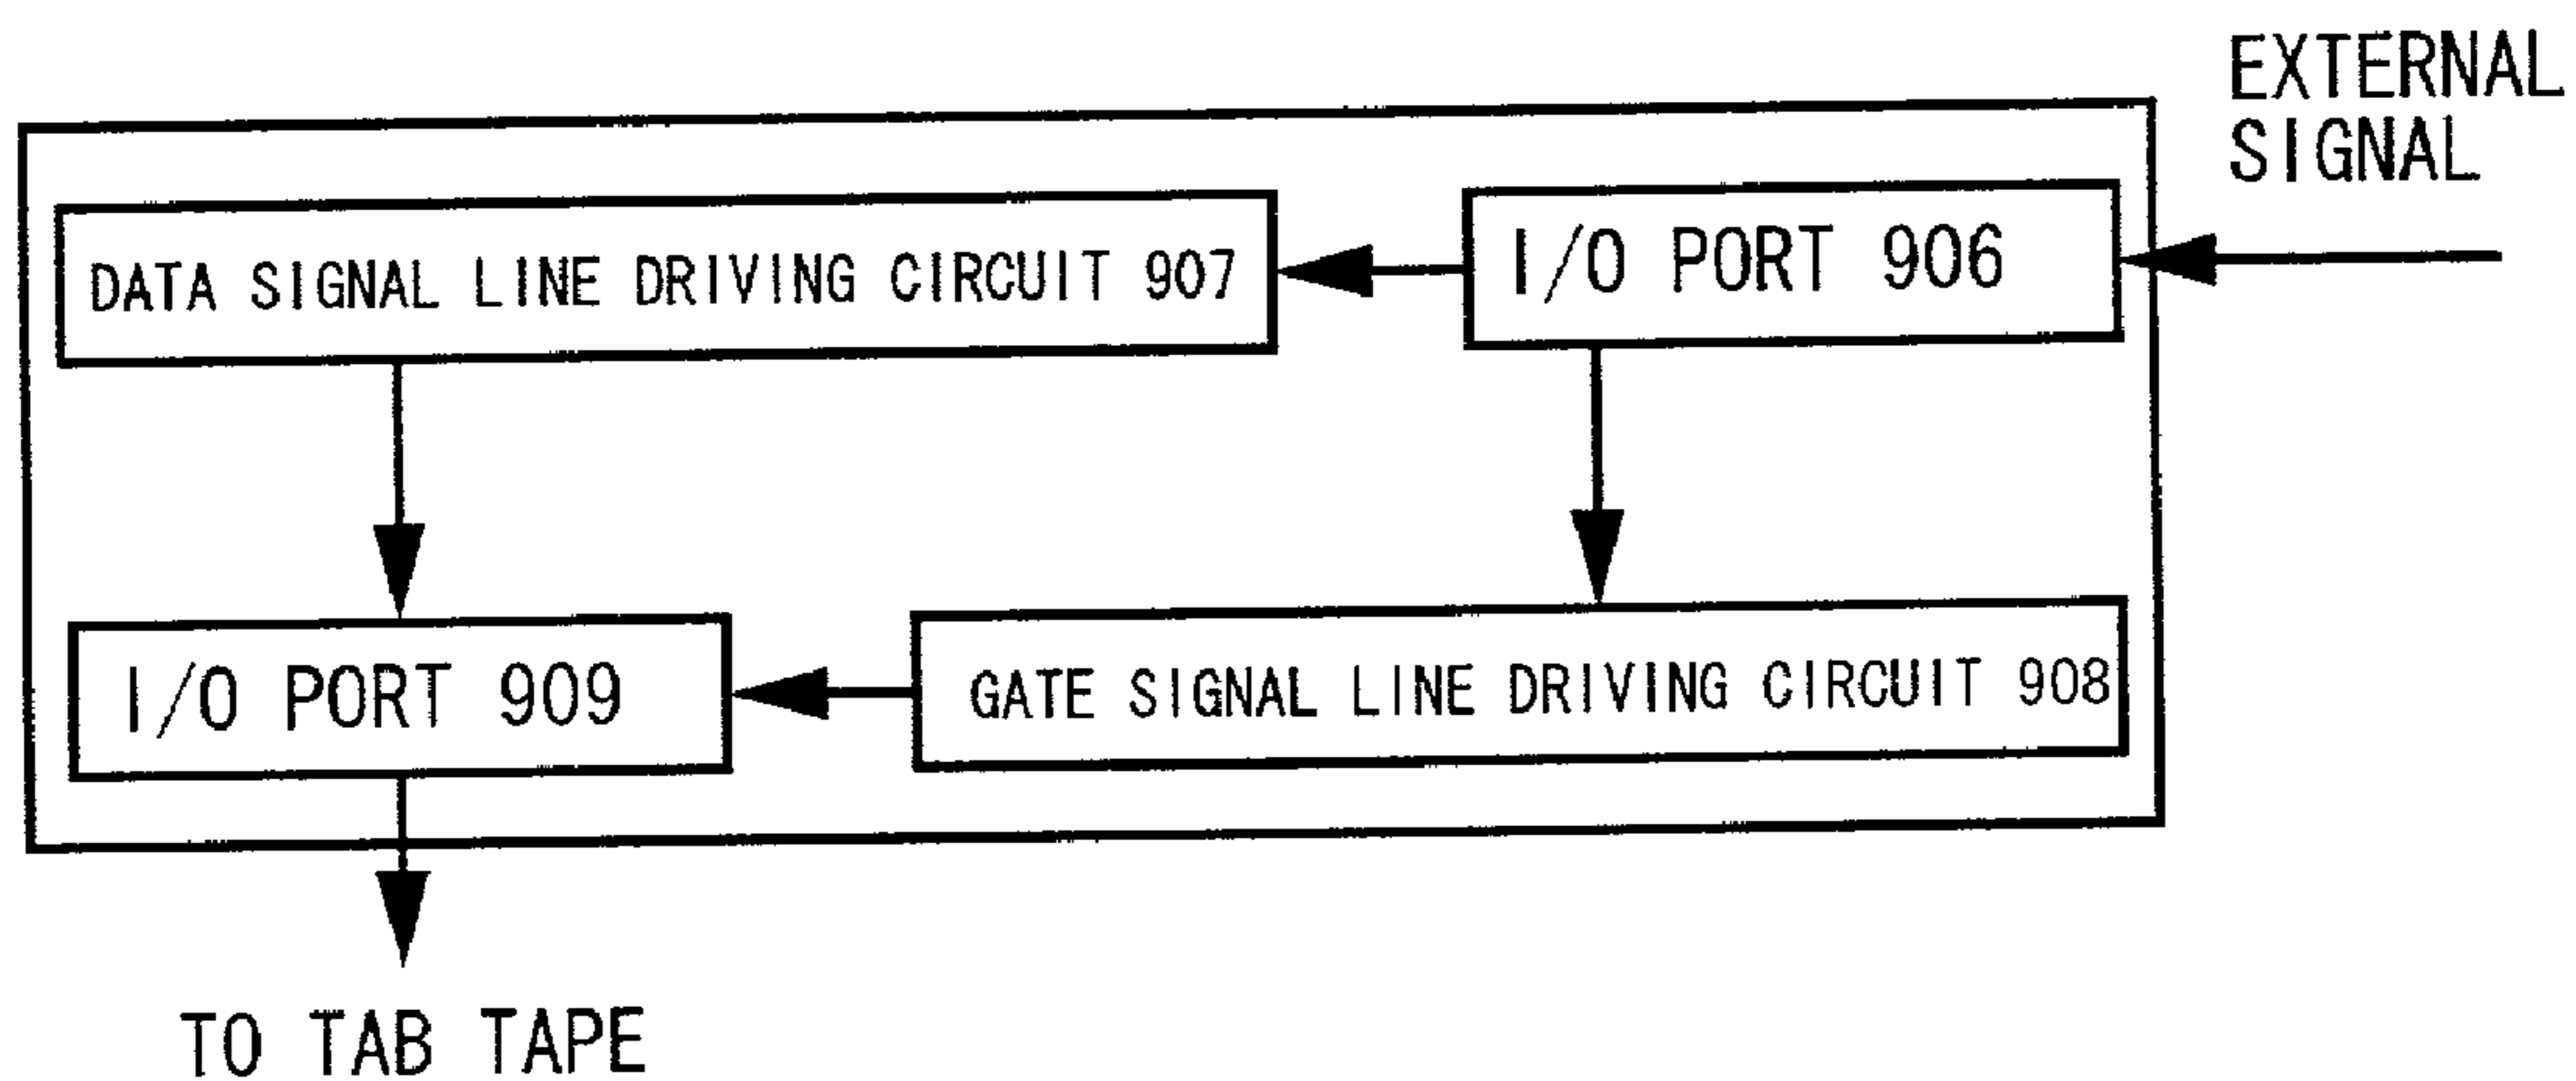 EXTERNAL
SIGNAL
DATA SIGNAL LINE DRIVING CIRCUIT 907
I/O PORT 906
I/O PORT 909
GATE SIGNAL LINE DRIVING CIRCUIT 908
TO TAB TAPE